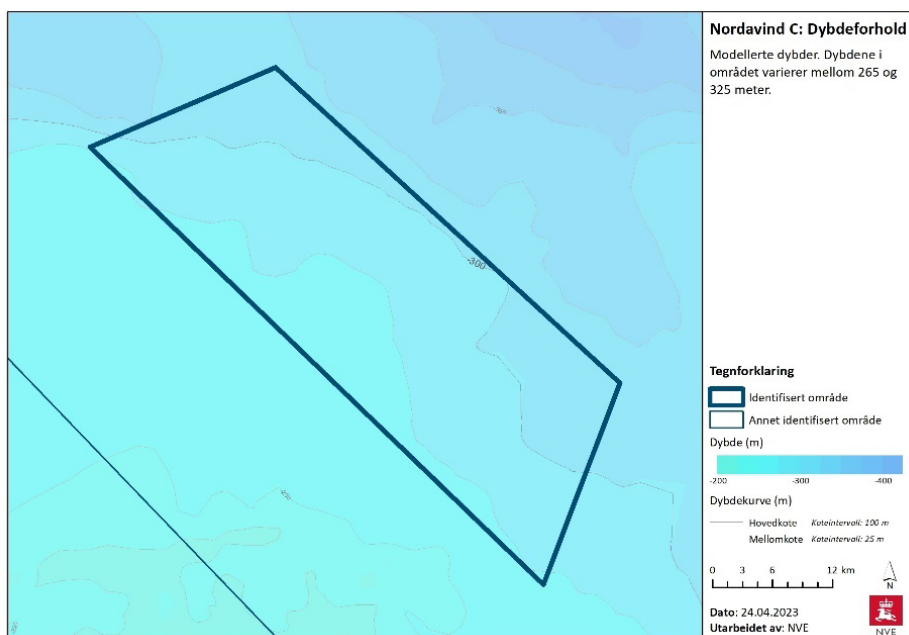 Nordavind C: Dybdeforhold
Modellerte dybder. Dybdene i
området varierer mellom 265 og
325 meter.
-300
Tegnforklaring
Identifisert område
Annet identifisert område
Dybde (m)
-200 -300 -400
Dybdekurve (m)
Hovedkote Koteintervall: 100 m
Mellomkote Koteintervall: 25 m
0 3 6 12 km
N
Dato: 24.04.2023
Utarbeidet av: NVE
NVE